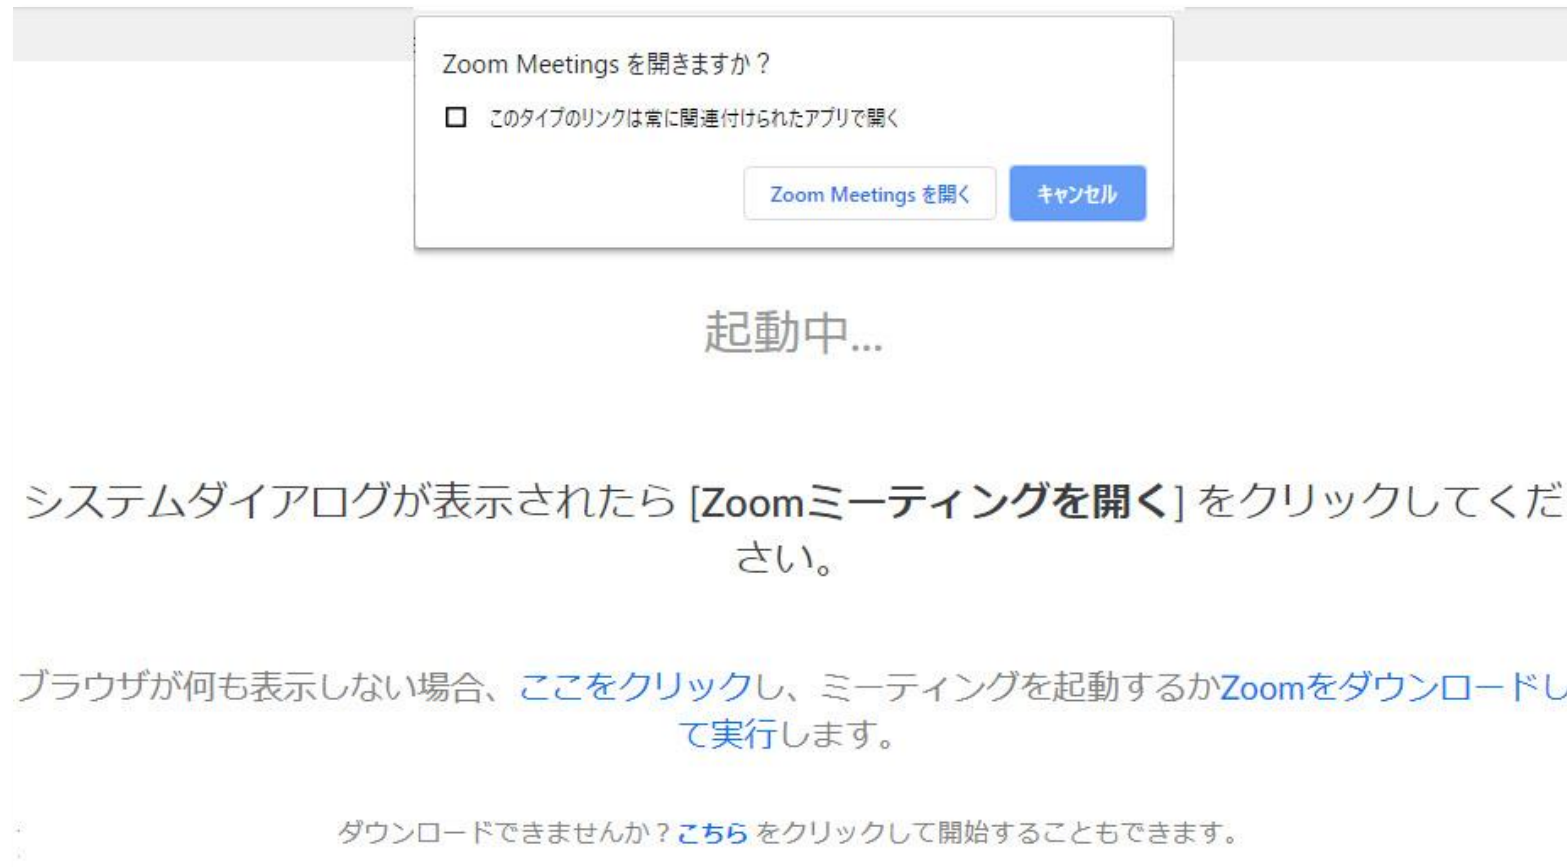 Zoom Meetings を開きますか？
このタイプのリンクは常に関連付けられたアプリで開く
Zoom Meetings を開く
キャンセル
起動中...
システムダイアログが表示されたら [Zoomミーティングを開く] をクリックしてくだ
さい。
ブラウザが何も表示しない場合、ここをクリックし、ミーティングを起動するかZoomをダウンロードし
て実行します。
ダウンロードできませんか？こちら をクリックして開始することもできます。